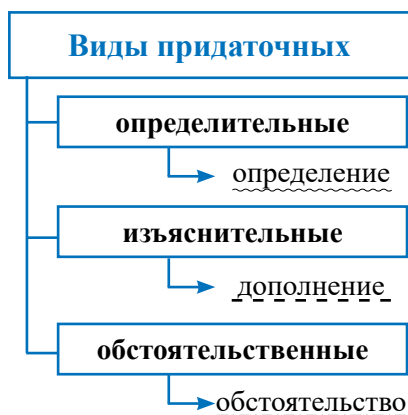 Виды придаточных
определительные
определение
изъяснительные
дополнение
обстоятельственные
обстоятельство